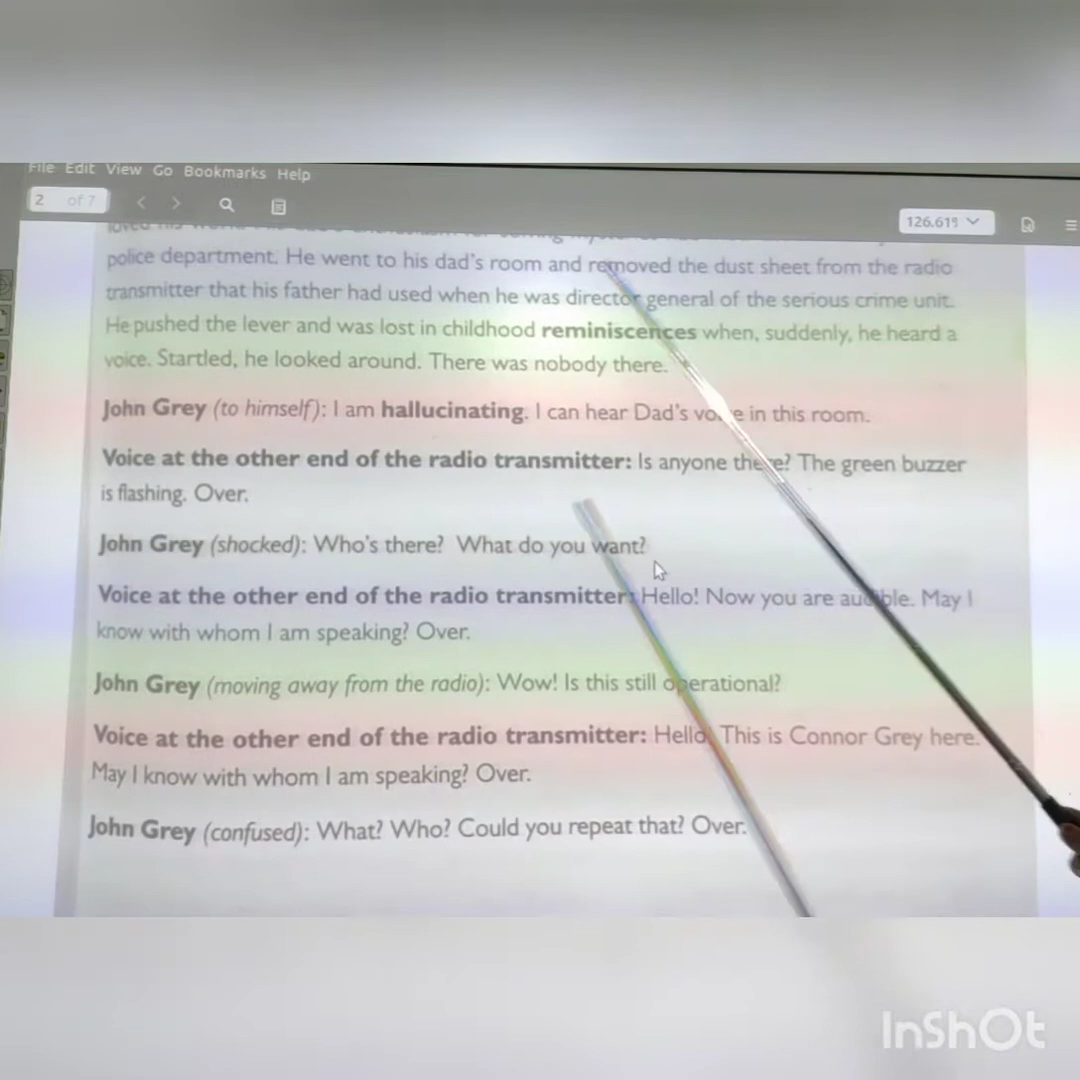 File Edit View Go Bookmarks Help
2 of 7
126.61%
loved his
police department. He went to his dad's room and removed the dust sheet from the radio
transmitter that his father had used when he was director general of the serious crime unit.
He pushed the lever and was lost in childhood reminiscences when, suddenly, he heard a
voice. Startled, he looked around. There was nobody there.
John Grey (to himself): I am hallucinating. I can hear Dad's voice in this room.
Voice at the other end of the radio transmitter: Is anyone there? The green buzzer
is flashing. Over.
John Grey (shocked): Who's there? What do you want?
Voice at the other end of the radio transmitter: Hello! Now you are audible. May I
know with whom I am speaking? Over.
John Grey (moving away from the radio): Wow! Is this still operational?
Voice at the other end of the radio transmitter: Hello! This is Connor Grey here.
May I know with whom I am speaking? Over.
John Grey (confused): What? Who? Could you repeat that? Over.
InShOt